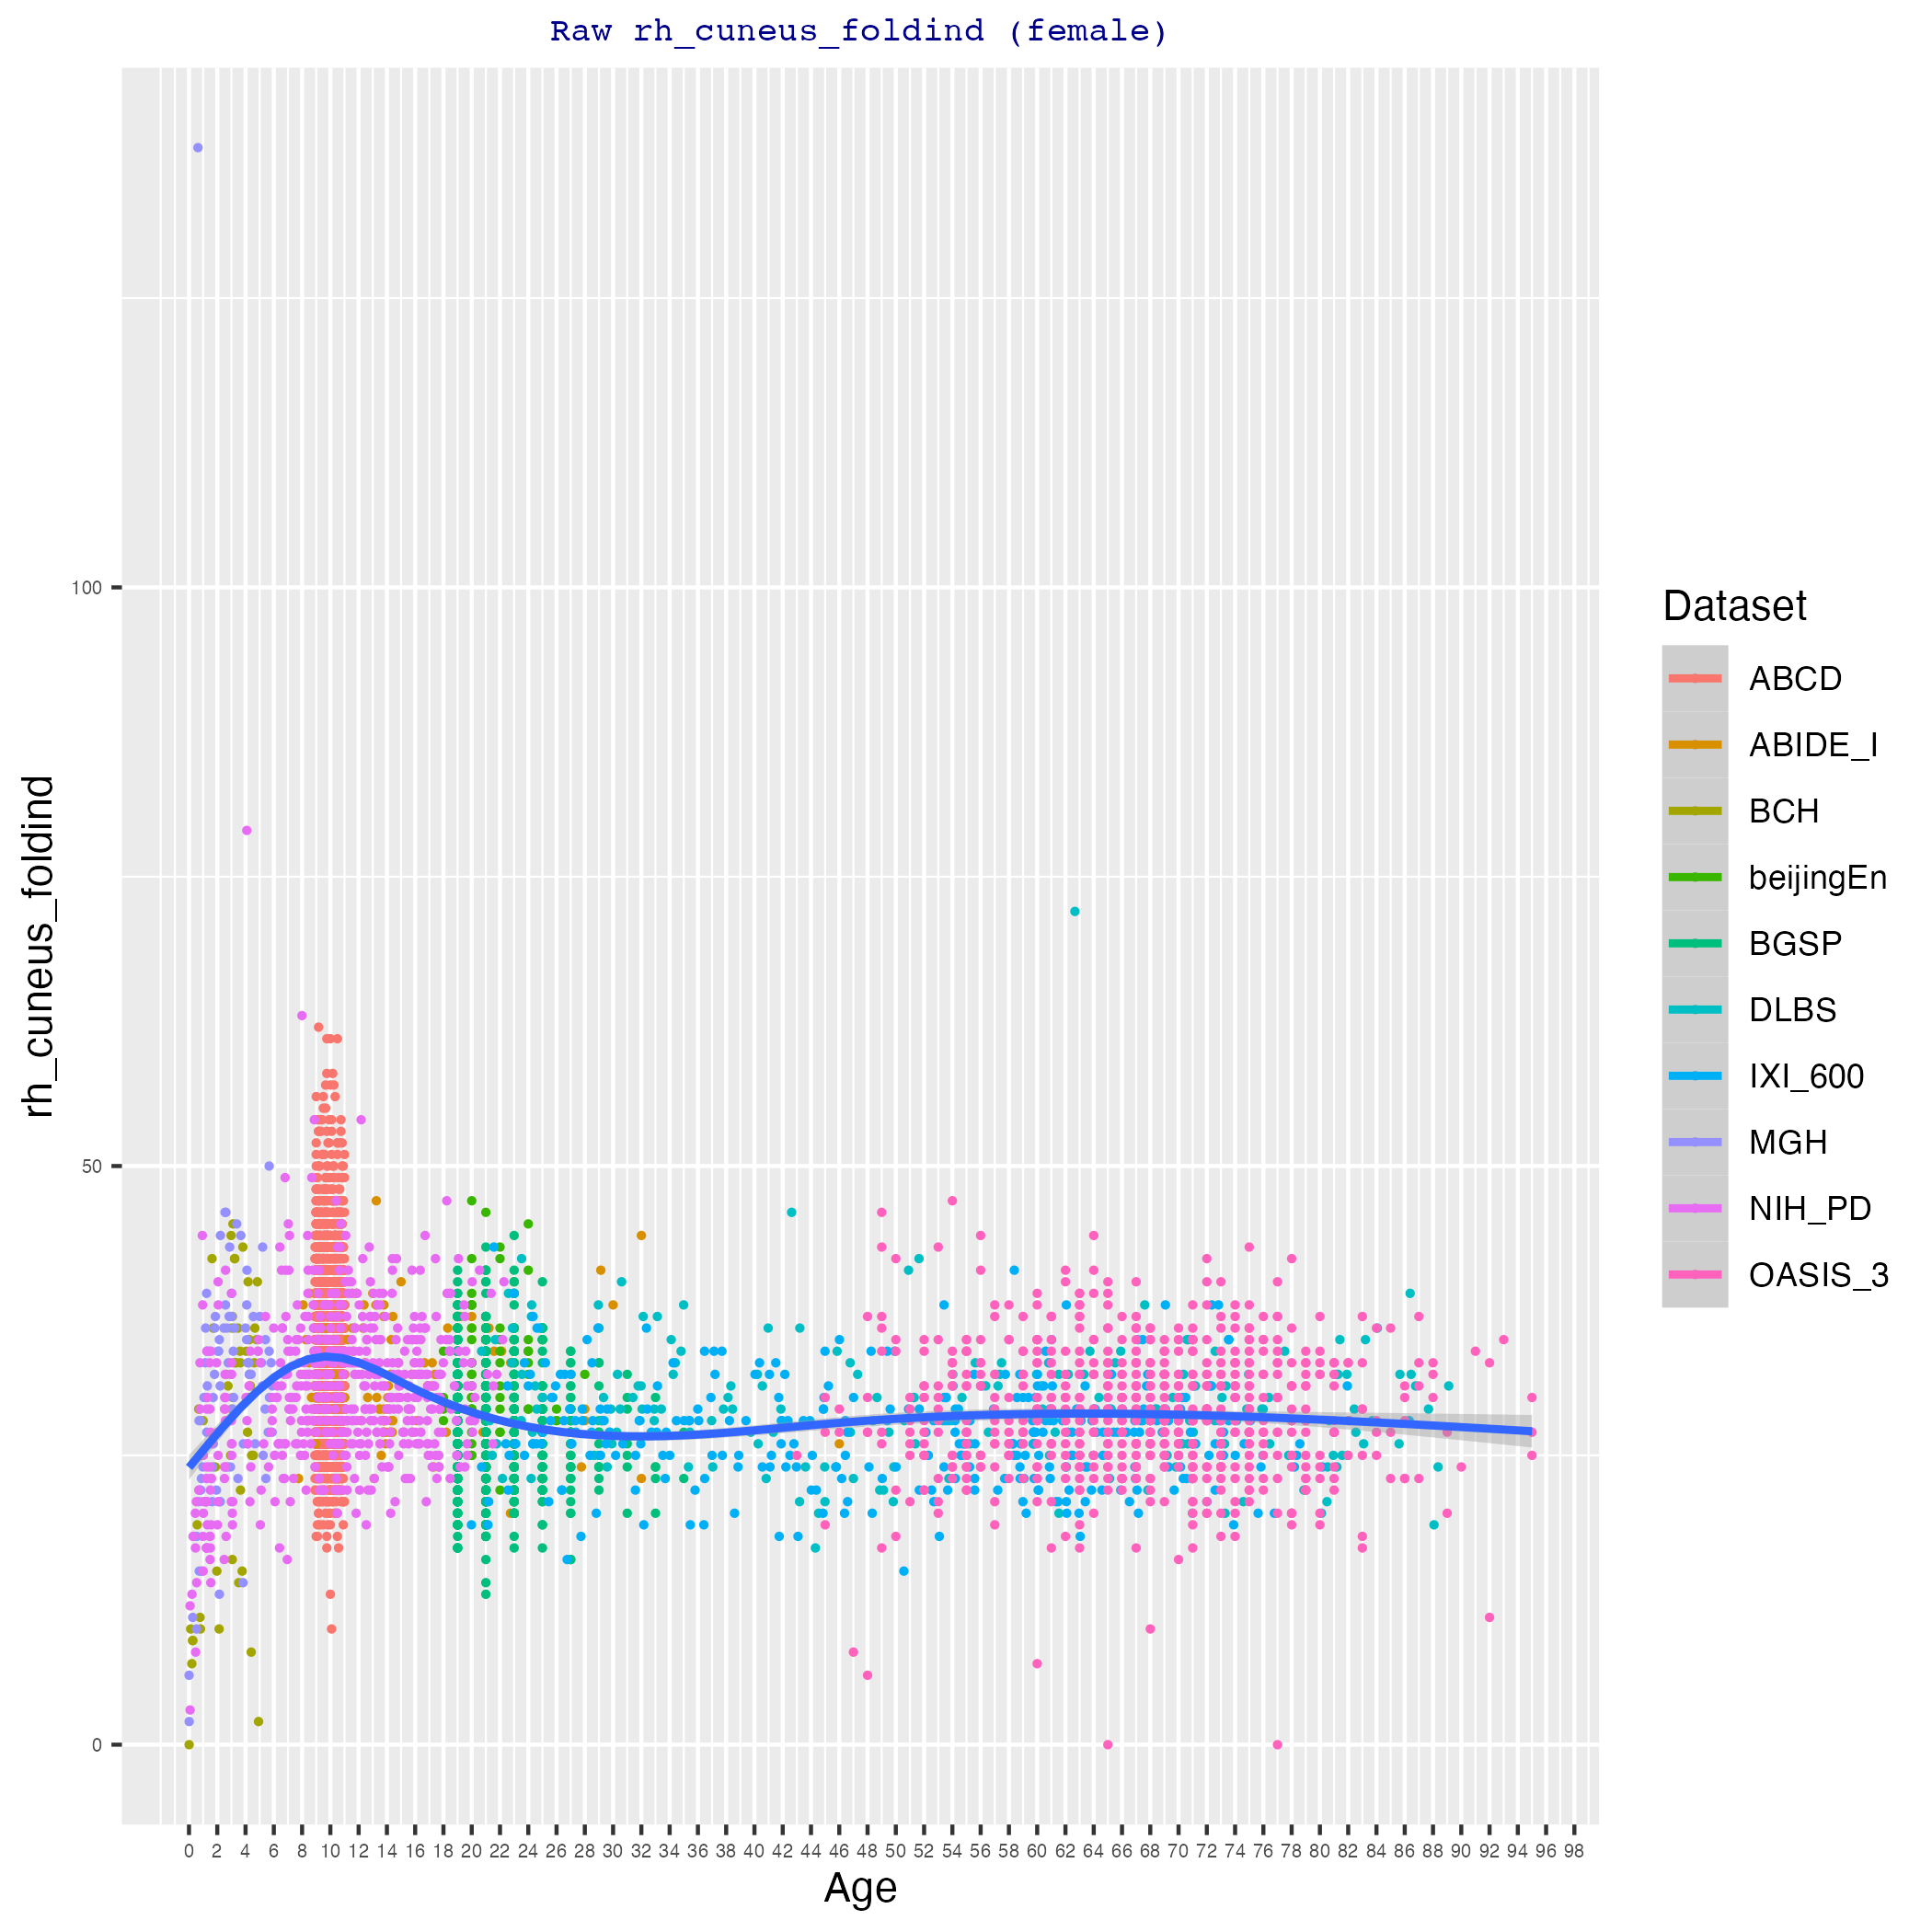 Raw rh_cuneus_foldind (female)
rh_cuneus_foldind
100
50
0
0 2 4 6 8 10 12 14 16 18 20 22 24 26 28 30 32 34 36 38 40 42 44 46 48 50 52 54 56 58 60 62 64 66 68 70 72 74 76 78 80 82 84 86 88 90 92 94 96 98
Age
Dataset
ABCD
ABIDE_I
BCH
beijingEn
BGSP
DLBS
IXI_600
MGH
NIH_PD
OASIS_3